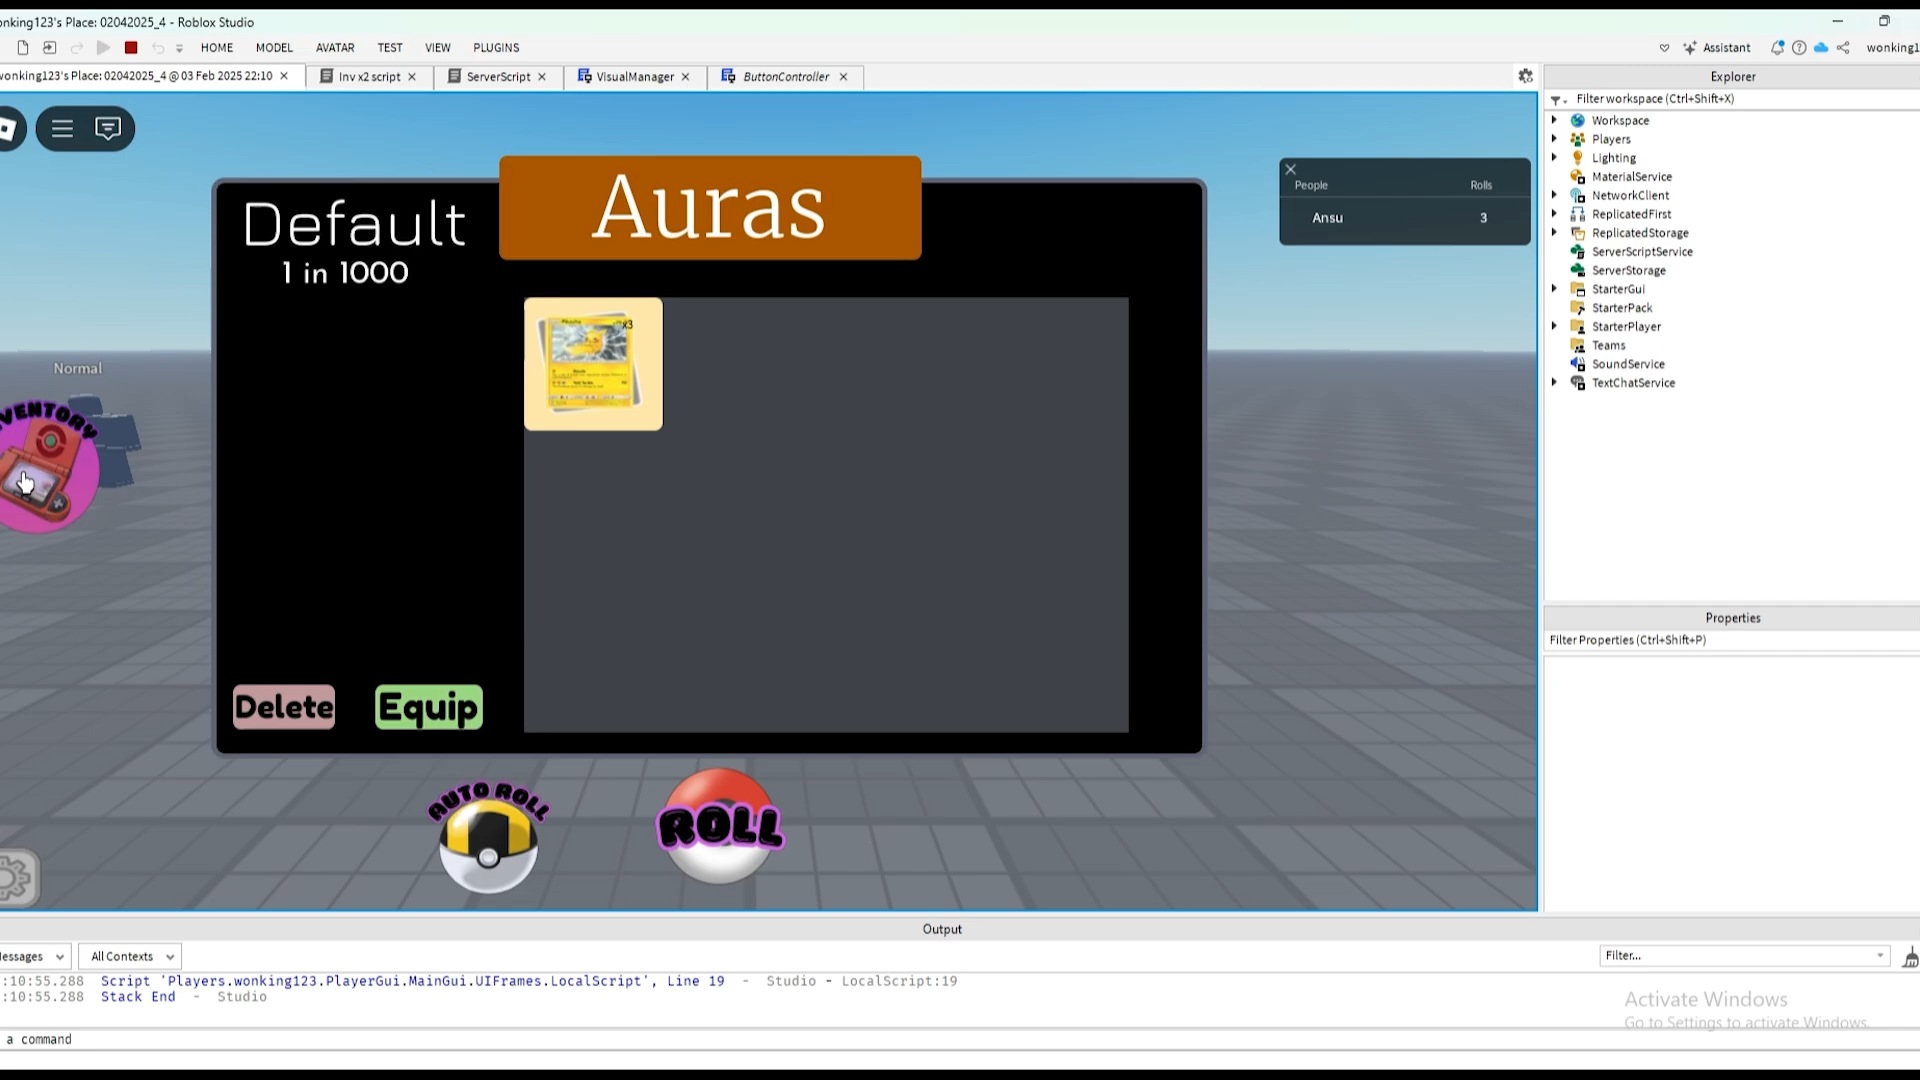 onking123's Place: 02042025_4 - Roblox Studio
HOME MODEL AVATAR TEST VIEW PLUGINS
Assistant
wonking1
wonking123's Place: 02042025_4 @ 03 Feb 2025 22:10
Inv x2 script
ServerScript
VisualManager
ButtonController
Explorer
Filter workspace (Ctrl+Shift+X)
Workspace
Players
Lighting
MaterialService
NetworkClient
ReplicatedFirst
ReplicatedStorage
ServerScriptService
ServerStorage
StarterGui
StarterPack
StarterPlayer
Teams
SoundService
TextChatService
Properties
Filter Properties (Ctrl+Shift+P)
Auras
Default
1 in 1000
People Rolls
Ansu 3
x3
Normal
VENTORY
Delete
Equip
AUTO ROLL
ROLL
Output
lessages
All Contexts
Filter...
:10:55.288 Script 'Players.wonking123.PlayerGui.MainGui.UIFrames.LocalScript', Line 19 - Studio - LocalScript:19
:10:55.288 Stack End - Studio
Activate Windows
Go to Settings to activate Windows.
a command